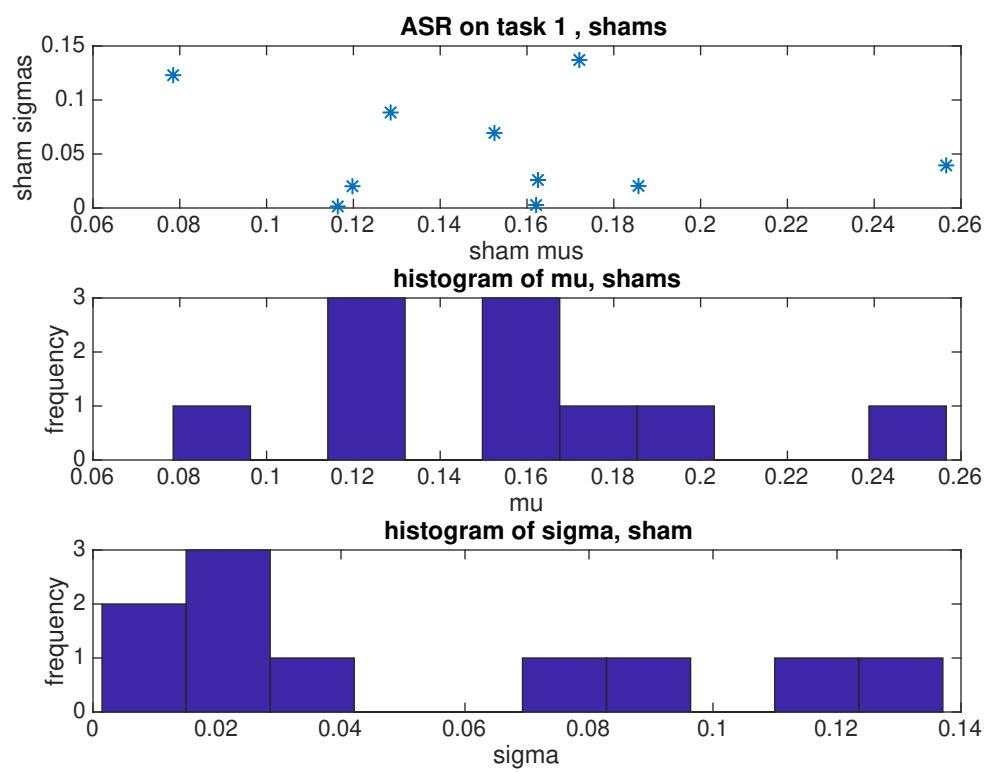 ASR on task 1 , shams
sham sigmas
0.15
0.1
0.05
0
0.06 0.08 0.1 0.12 0.14 0.16 0.18 0.2 0.22 0.24 0.26
sham mus
histogram of mu, shams
frequency
3
2
1
0
0.06 0.08 0.1 0.12 0.14 0.16 0.18 0.2 0.22 0.24 0.26
mu
histogram of sigma, sham
frequency
3
2
1
0
0 0.02 0.04 0.06 0.08 0.1 0.12 0.14
sigma